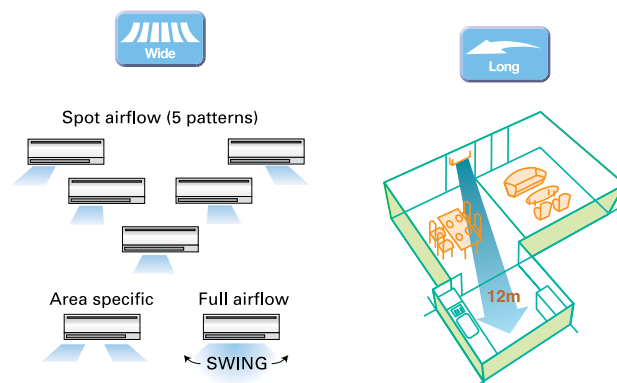 Wide
Long
Spot airflow (5 patterns)
Area specific
Full airflow
SWING
12m